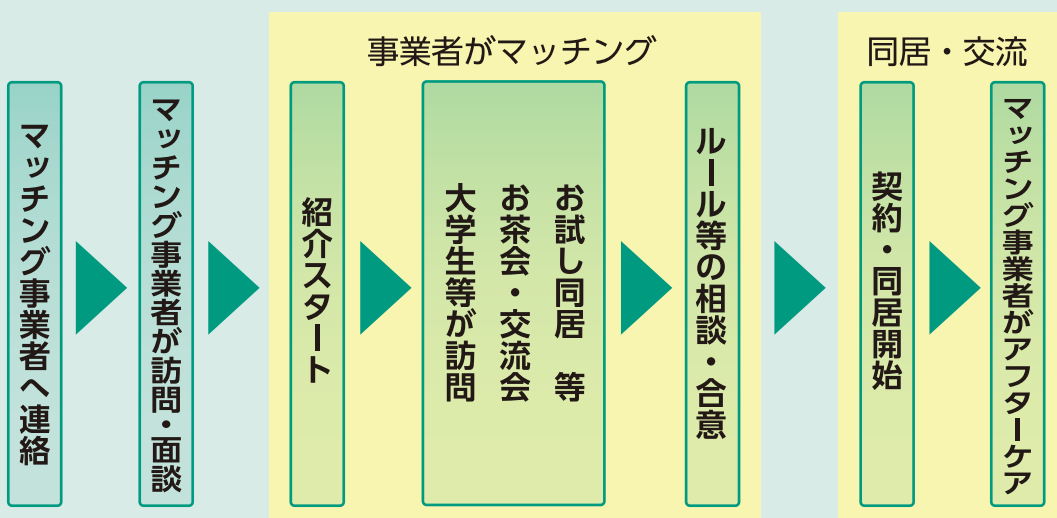 マッチング事業者へ連絡
マッチング事業者が訪問・面談
事業者がマッチング
紹介スタート
お試し同居 等
お茶会・交流会
大学生等が訪問
ルール等の相談・合意
同居・交流
契約・同居開始
マッチング事業者がアフターケア